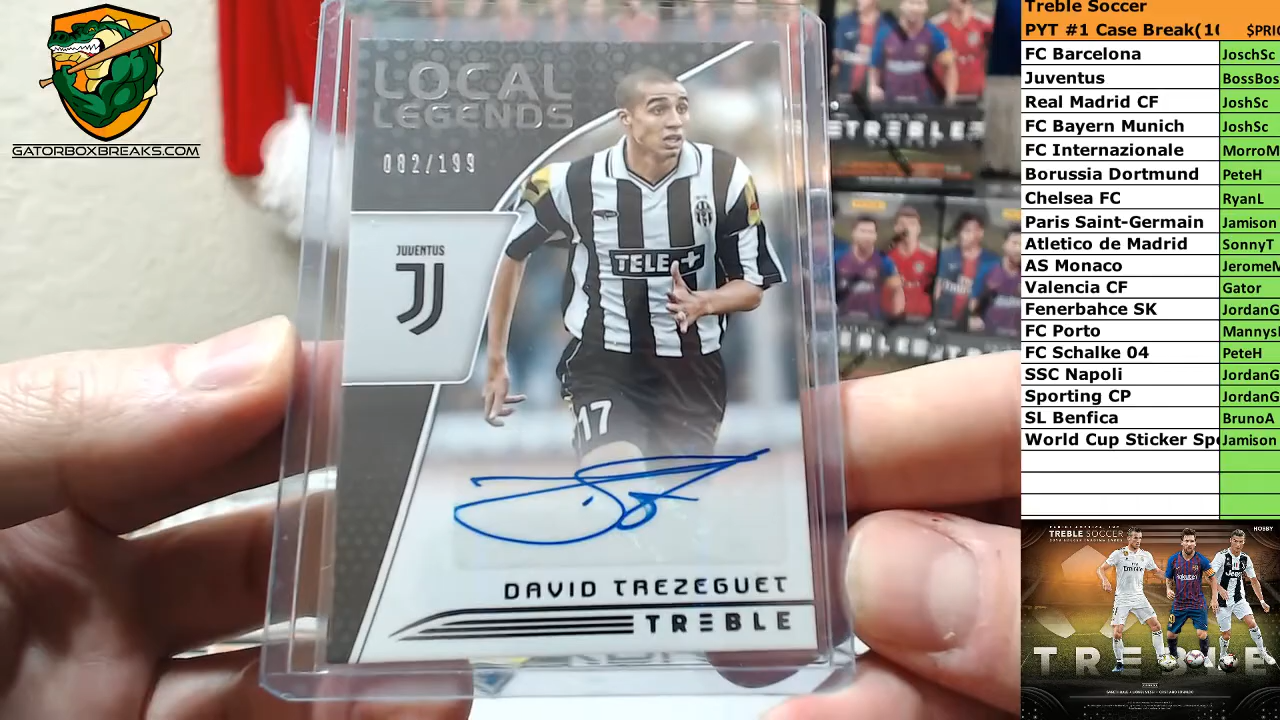 GATORBOXBREAKS.COM
LOCAL
LEGENDS
082/199
JUVENTUS
TELE+
17
DAVID TREZEGUET
TREBLE
TREBLE
Treble Soccer
PYT #1 Case Break(10 $PRIC
FC Barcelona JoschSc
Juventus BossBos
Real Madrid CF JoshSc
FC Bayern Munich JoshSc
FC Internazionale MorroM
Borussia Dortmund PeteH
Chelsea FC RyanL
Paris Saint-Germain Jamison
Atletico de Madrid SonnyT
AS Monaco JeromeM
Valencia CF Gator
Fenerbahce SK JordanG
FC Porto MannysI
FC Schalke 04 PeteH
SSC Napoli JordanG
Sporting CP JordanG
SL Benfica BrunoA
World Cup Sticker Spo Jamison
HOBBY
TREBLE SOCCER
TREBLE